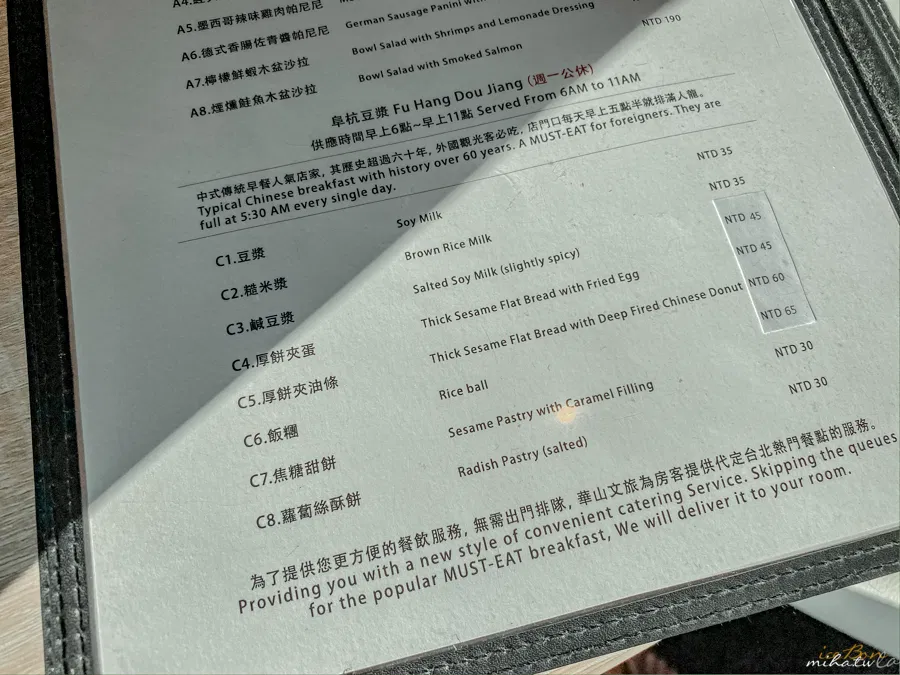 A5.墨西哥辣味雞肉帕尼尼
A6.德式香腸佐青醬帕尼尼 German Sausage Panini With
A7.檸檬鮮蝦木盆沙拉 Bowl Salad with Shrimps and Lemonade Dressing NTD 190
A8.煙燻鮭魚木盆沙拉 Bowl Salad with Smoked Salmon
阜杭豆漿 Fu Hang Dou Jiang (週一公休)
供應時間早上6點~早上11點 Served From 6AM to 11AM
中式傳統早餐人氣店家, 其歷史超過六十年, 外國觀光客必吃, 店門口每天早上五點半就排滿人龍。
Typical Chinese breakfast with history over 60 years. A MUST-EAT for foreigners. They are
full at 5:30 AM every single day.
C1.豆漿 Soy Milk NTD 35
C2.糙米漿 Brown Rice Milk NTD 35
C3.鹹豆漿 Salted Soy Milk (slightly spicy) NTD 45
C4.厚餅夾蛋 Thick Sesame Flat Bread with Fried Egg NTD 45
C5.厚餅夾油條 Thick Sesame Flat Bread with Deep Fired Chinese Donut NTD 60
C6.飯糰 Rice ball NTD 65
C7.焦糖甜餅 Sesame Pastry with Caramel Filling NTD 30
C8.蘿蔔絲酥餅 Radish Pastry (salted) NTD 30
為了提供您更方便的餐飲服務, 無需出門排隊, 華山文旅為房客提供代定台北熱門餐點的服務。
Providing you with a new style of convenient catering Service. Skipping the queues
for the popular MUST-EAT breakfast, We will deliver it to your room.